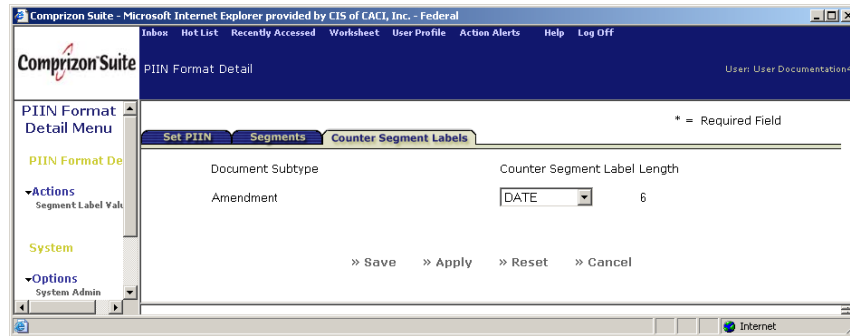 Comprizon Suite - Microsoft Internet Explorer provided by CIS of CACI, Inc. - Federal
Inbox Hot List Recently Accessed Worksheet User Profile Action Alerts Help Log Off
Comprizon Suite
PIIN Format Detail
User: User Documentation4
PIIN Format
Detail Menu
* = Required Field
Set PIIN Segments Counter Segment Labels
PIIN Format De
Document Subtype Counter Segment Label Length
Actions
Segment Label Valu
Amendment DATE 6
System
» Save » Apply » Reset » Cancel
Options
System Admin
Internet